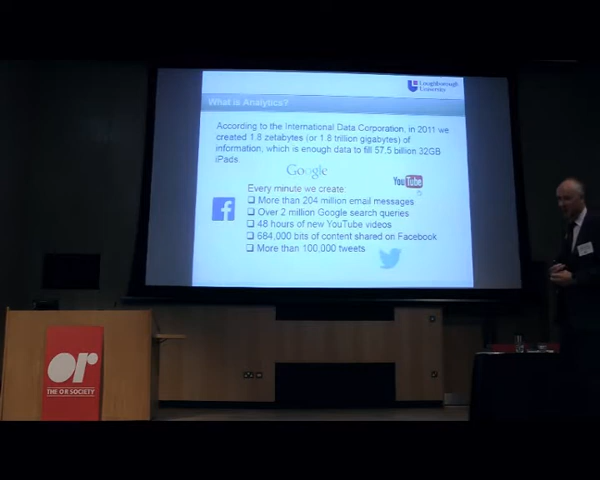 Loughborough
University
What is Analytics?
According to the International Data Corporation, in 2011 we
created 1.8 zetabytes (or 1.8 trillion gigabytes) of
information, which is enough data to fill 57.5 billion 32GB
iPads.
Google
YouTube
Every minute we create:
More than 204 million email messages
Over 2 million Google search queries
48 hours of new YouTube videos
684,000 bits of content shared on Facebook
More than 100,000 tweets
f
or
THE OR SOCIETY